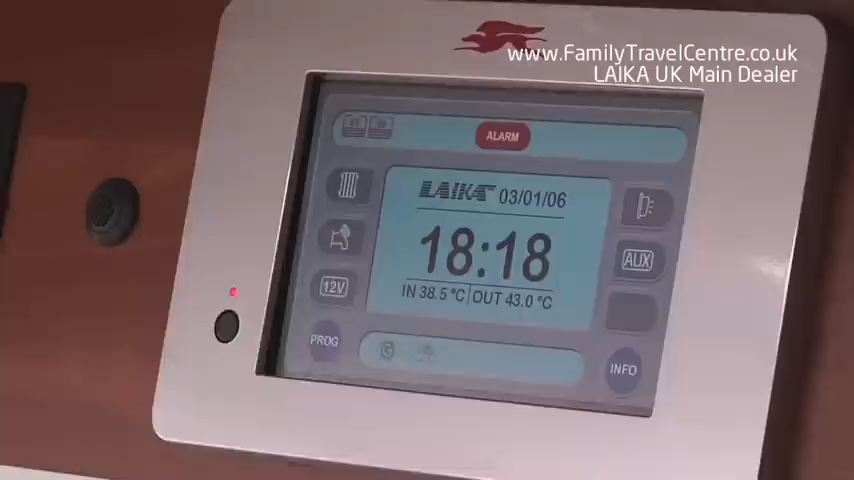 www.FamilyTravelCentre.co.uk
LAIKA UK Main Dealer
ALARM
LAIKA 03/01/06
18:18
IN 38.5 °C OUT 43.0 °C
AUX
12V
PROG
INFO